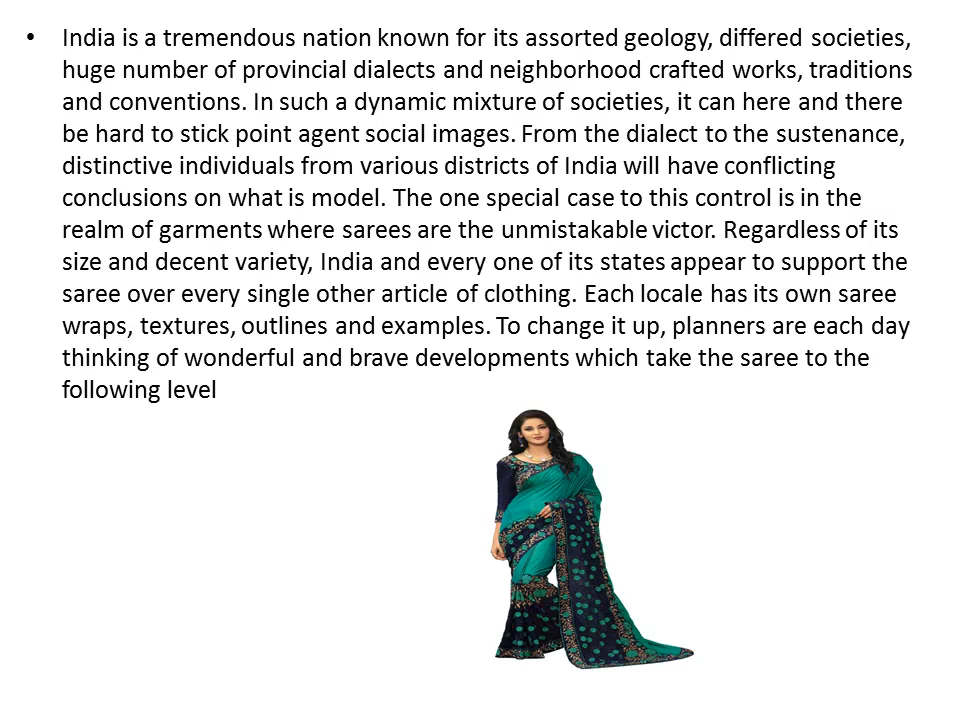 • India is a tremendous nation known for its assorted geology, differed societies,
huge number of provincial dialects and neighborhood crafted works, traditions
and conventions. In such a dynamic mixture of societies, it can here and there
be hard to stick point agent social images. From the dialect to the sustenance,
distinctive individuals from various districts of India will have conflicting
conclusions on what is model. The one special case to this control is in the
realm of garments where sarees are the unmistakable victor. Regardless of its
size and decent variety, India and every one of its states appear to support the
saree over every single other article of clothing. Each locale has its own saree
wraps, textures, outlines and examples. To change it up, planners are each day
thinking of wonderful and brave developments which take the saree to the
following level